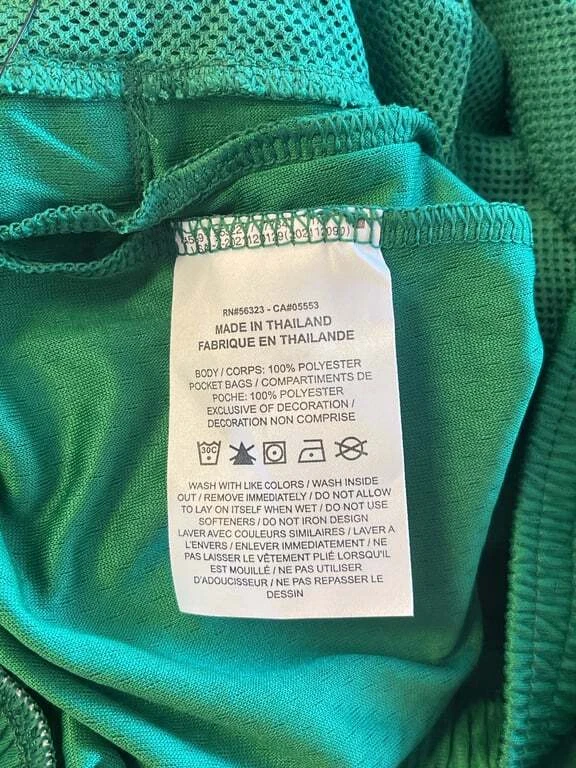 RN#56323 - CA#05553
MADE IN THAILAND
FABRIQUE EN THAILANDE
BODY / CORPS: 100% POLYESTER
POCKET BAGS / COMPARTIMENTS DE
POCHE: 100% POLYESTER
EXCLUSIVE OF DECORATION /
DECORATION NON COMPRISE
30C
WASH WITH LIKE COLORS / WASH INSIDE
OUT / REMOVE IMMEDIATELY / DO NOT ALLOW
TO LAY ON ITSELF WHEN WET / DO NOT USE
SOFTENERS / DO NOT IRON DESIGN
LAVER AVEC COULEURS SIMILAIRES / LAVER A
L'ENVERS / ENLEVER IMMEDIATEMENT / NE
PAS LAISSER LE VÊTEMENT PLIÉ LORSQU'IL
EST MOUILLÉ / NE PAS UTILISER
D'ADOUCISSEUR / NE PAS REPASSER LE
DESSIN